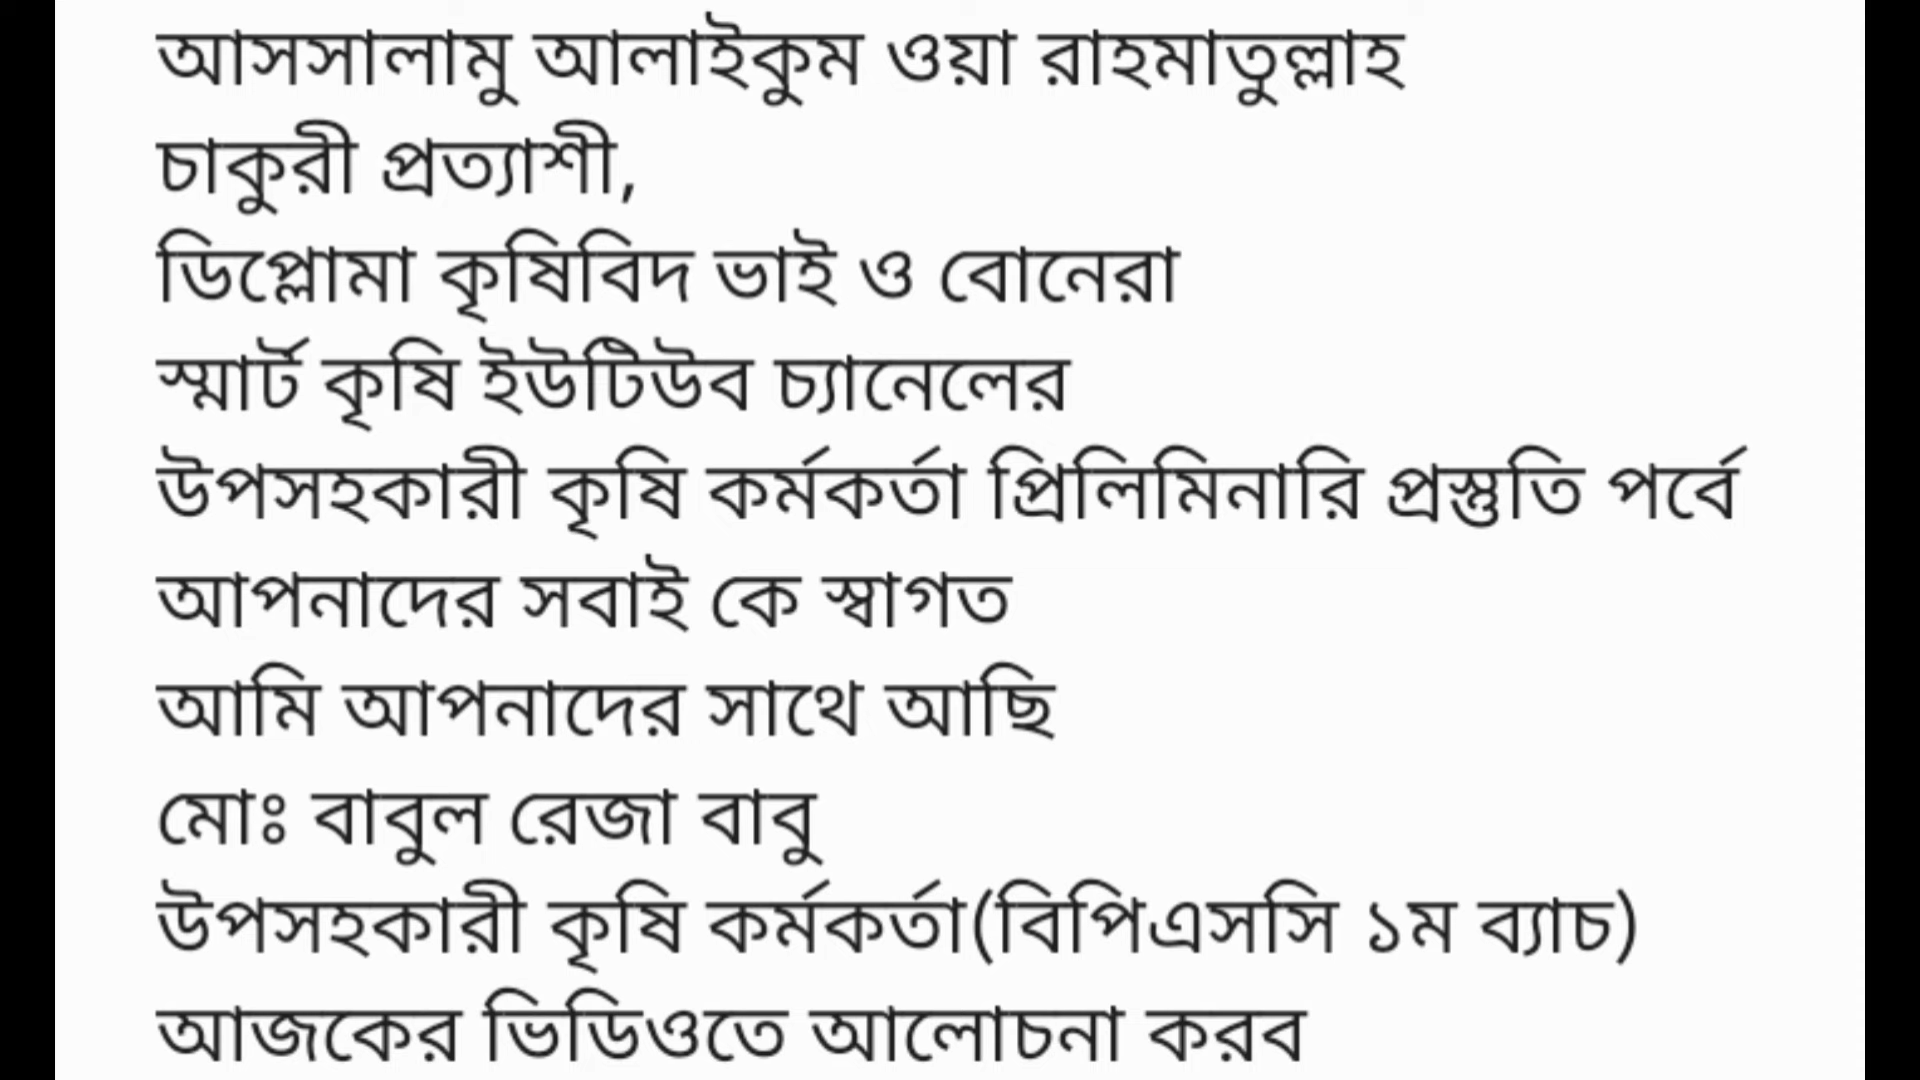 আসসালামু আলাইকুম ওয়া রাহমাতুল্লাহ
চাকুরী প্রত্যাশী,
ডিপ্লোমা কৃষিবিদ ভাই ও বোনেরা
স্মার্ট কৃষি ইউটিউব চ্যানেলের
উপসহকারী কৃষি কর্মকর্তা প্রিলিমিনারি প্রস্তুতি পর্বে
আপনাদের সবাই কে স্বাগত
আমি আপনাদের সাথে আছি
মোঃ বাবুল রেজা বাবু
উপসহকারী কৃষি কর্মকর্তা(বিপিএসসি ১ম ব্যাচ)
আজকের ভিডিওতে আলোচনা করব